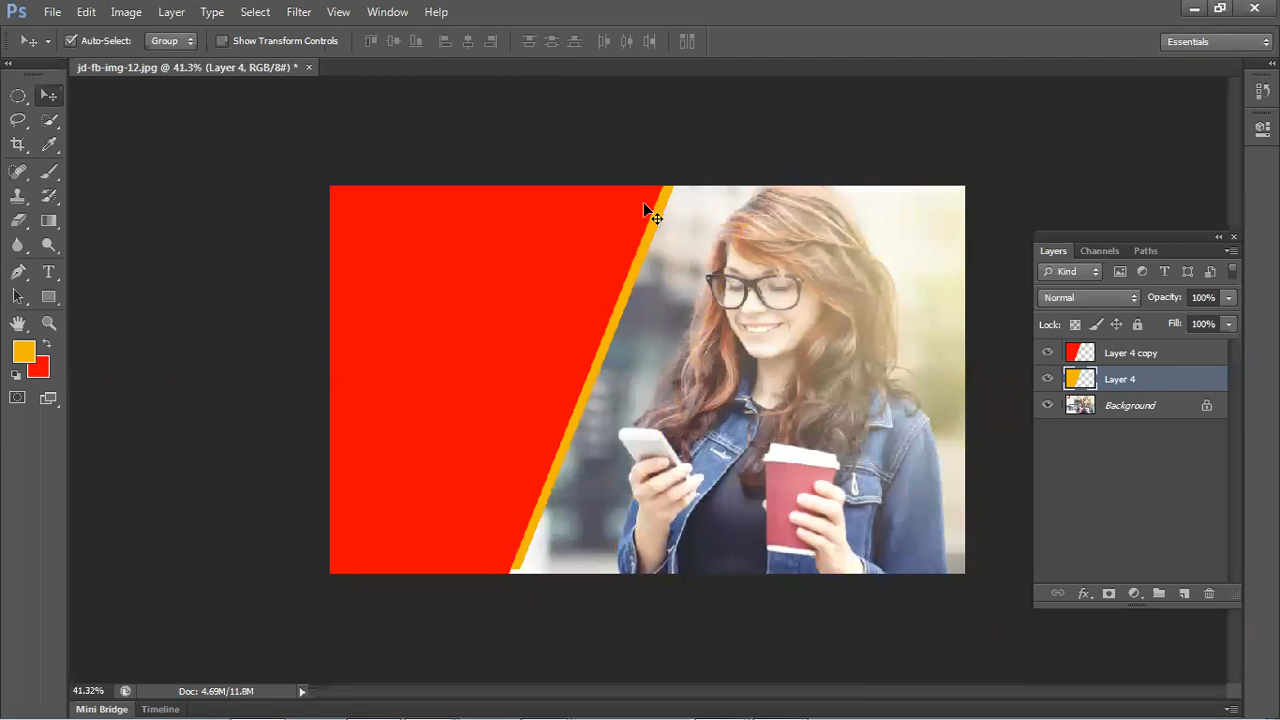 Ps File Edit Image Layer Type Select Filter View Window Help
Auto-Select: Group Show Transform Controls Essentials
jd-fb-img-12.jpg @ 41.3% (Layer 4, RGB/8#) * ×
Layers Channels Paths
Kind
Normal Opacity: 100%
Lock: Fill: 100%
Layer 4 copy
Layer 4
Background
fx
41.32% Doc: 4.69M/11.8M
Mini Bridge Timeline